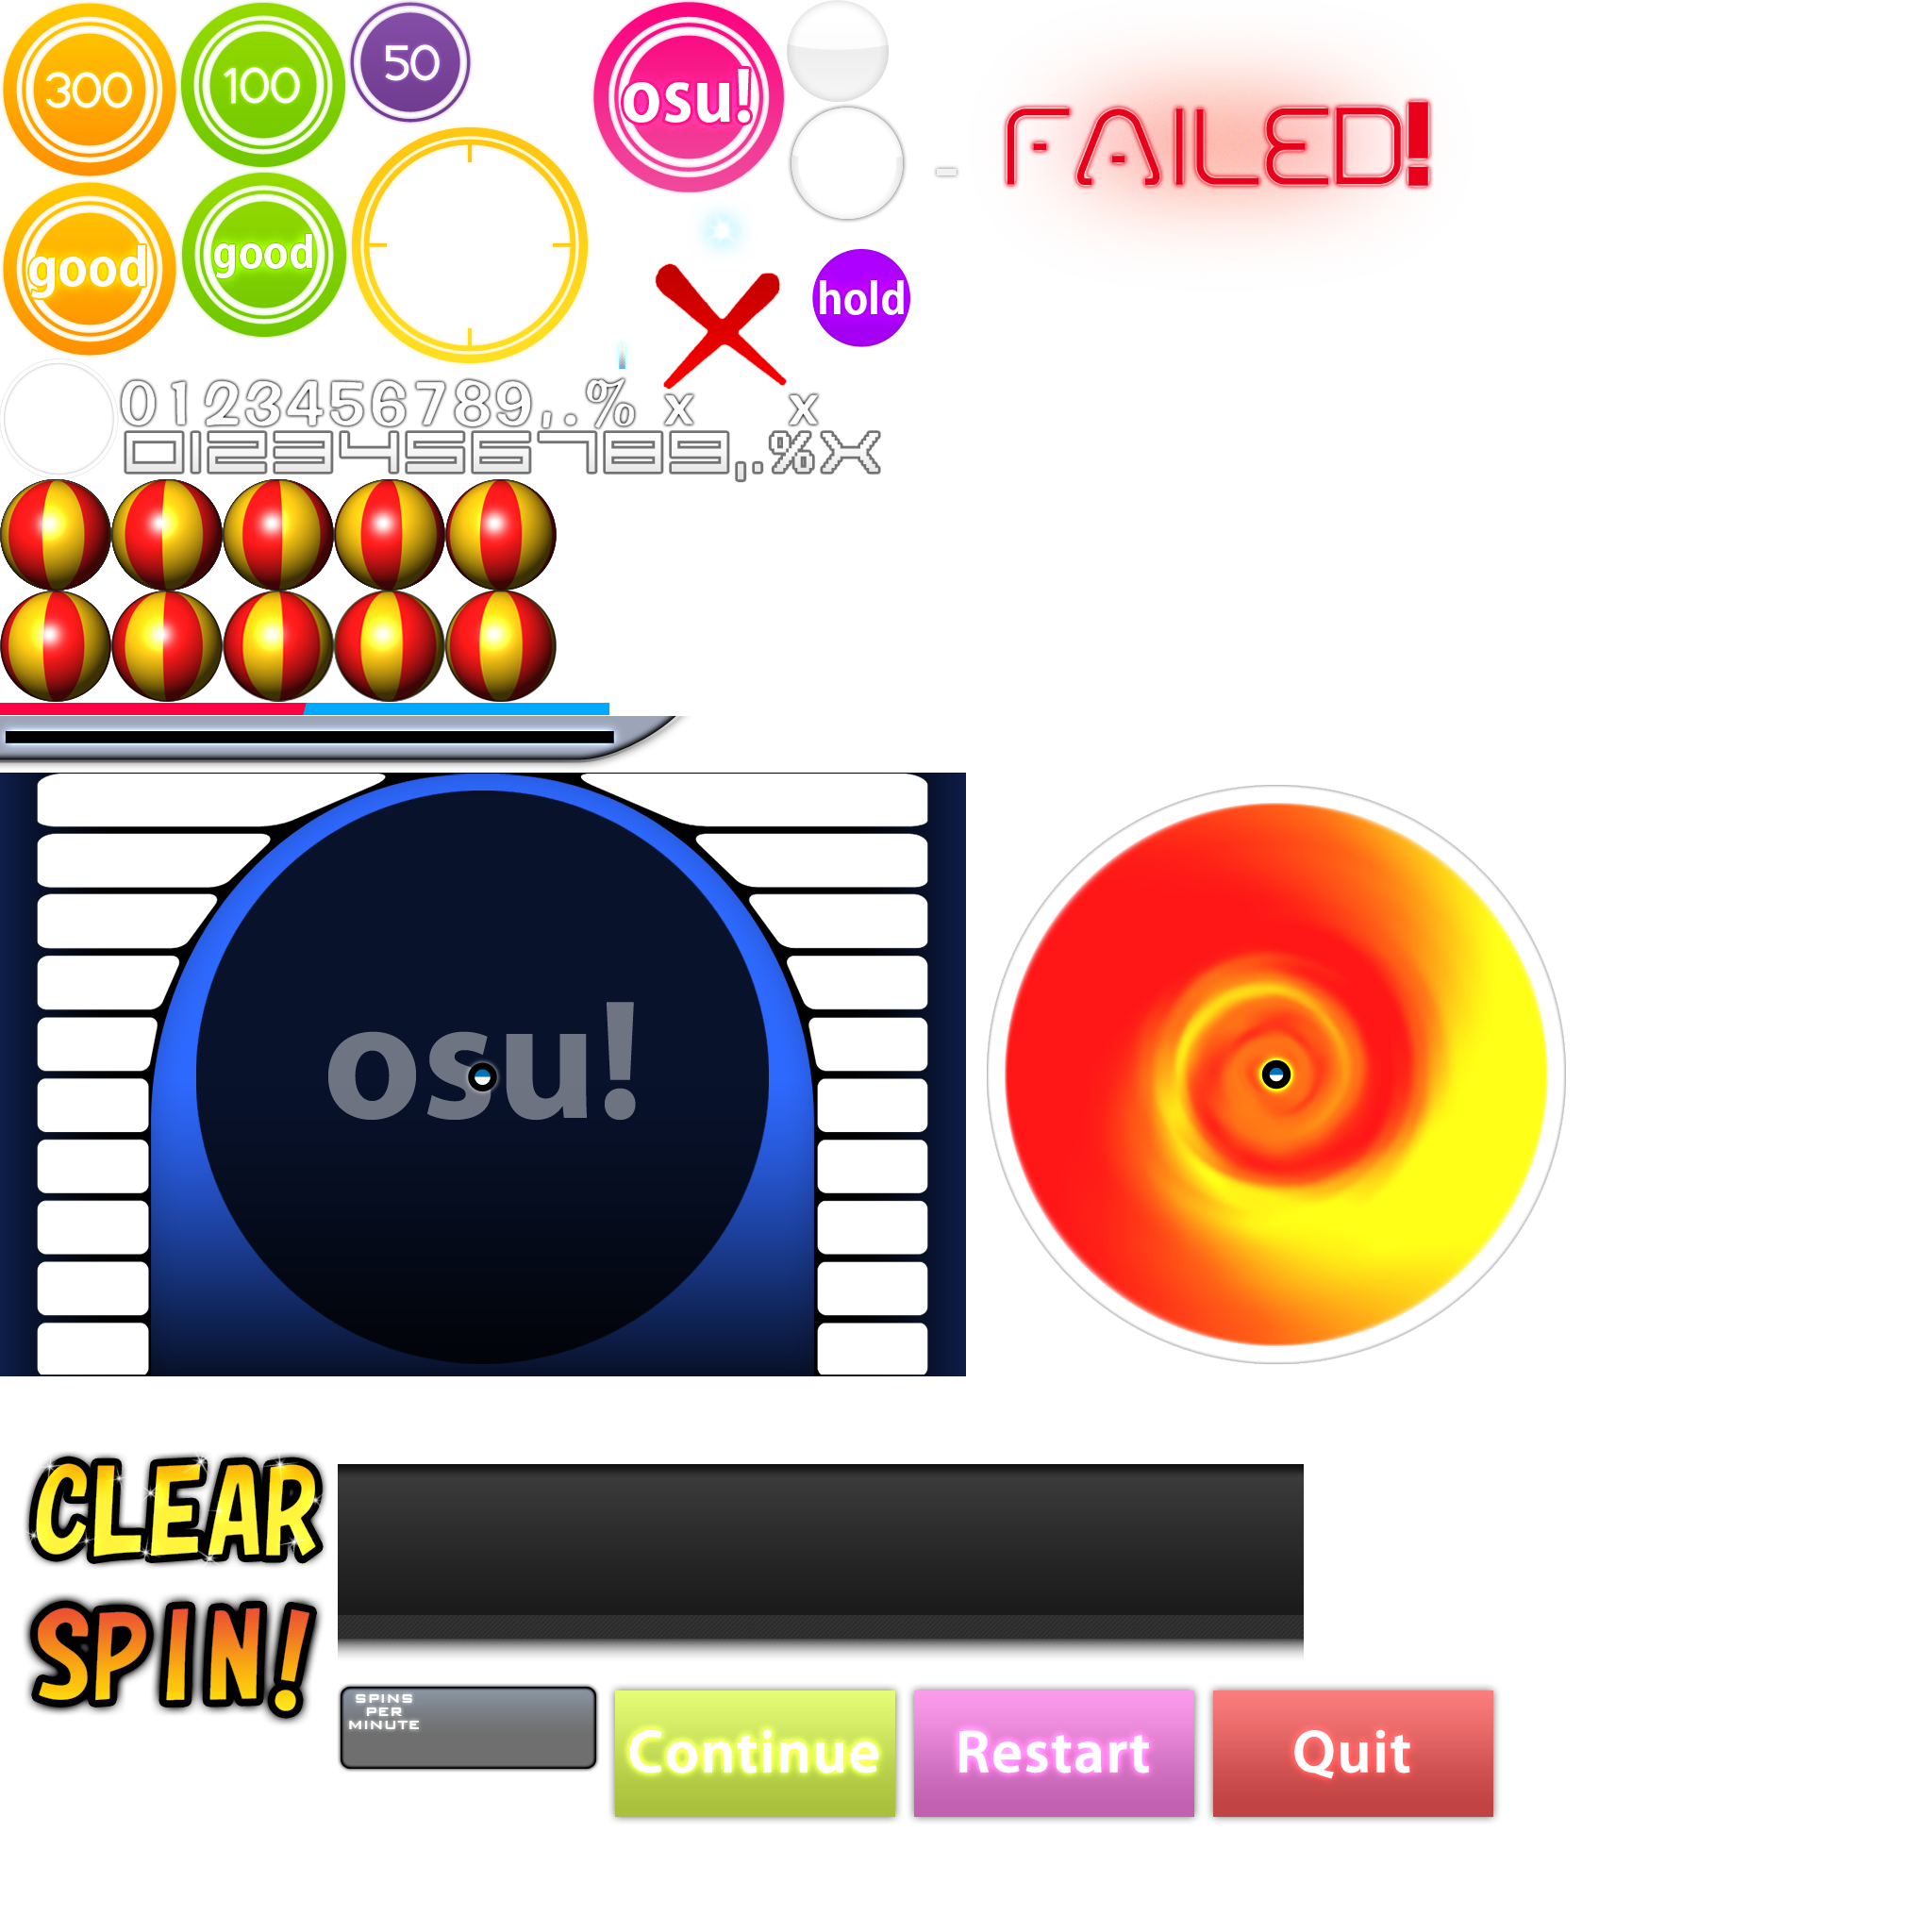 300
100
50
osu!
FAILED!
good
good
hold
0123456789,.% x x
0123456789,.%X
osu!
CLEAR
SPIN!
SPINS
PER
MINUTE
Continue
Restart
Quit